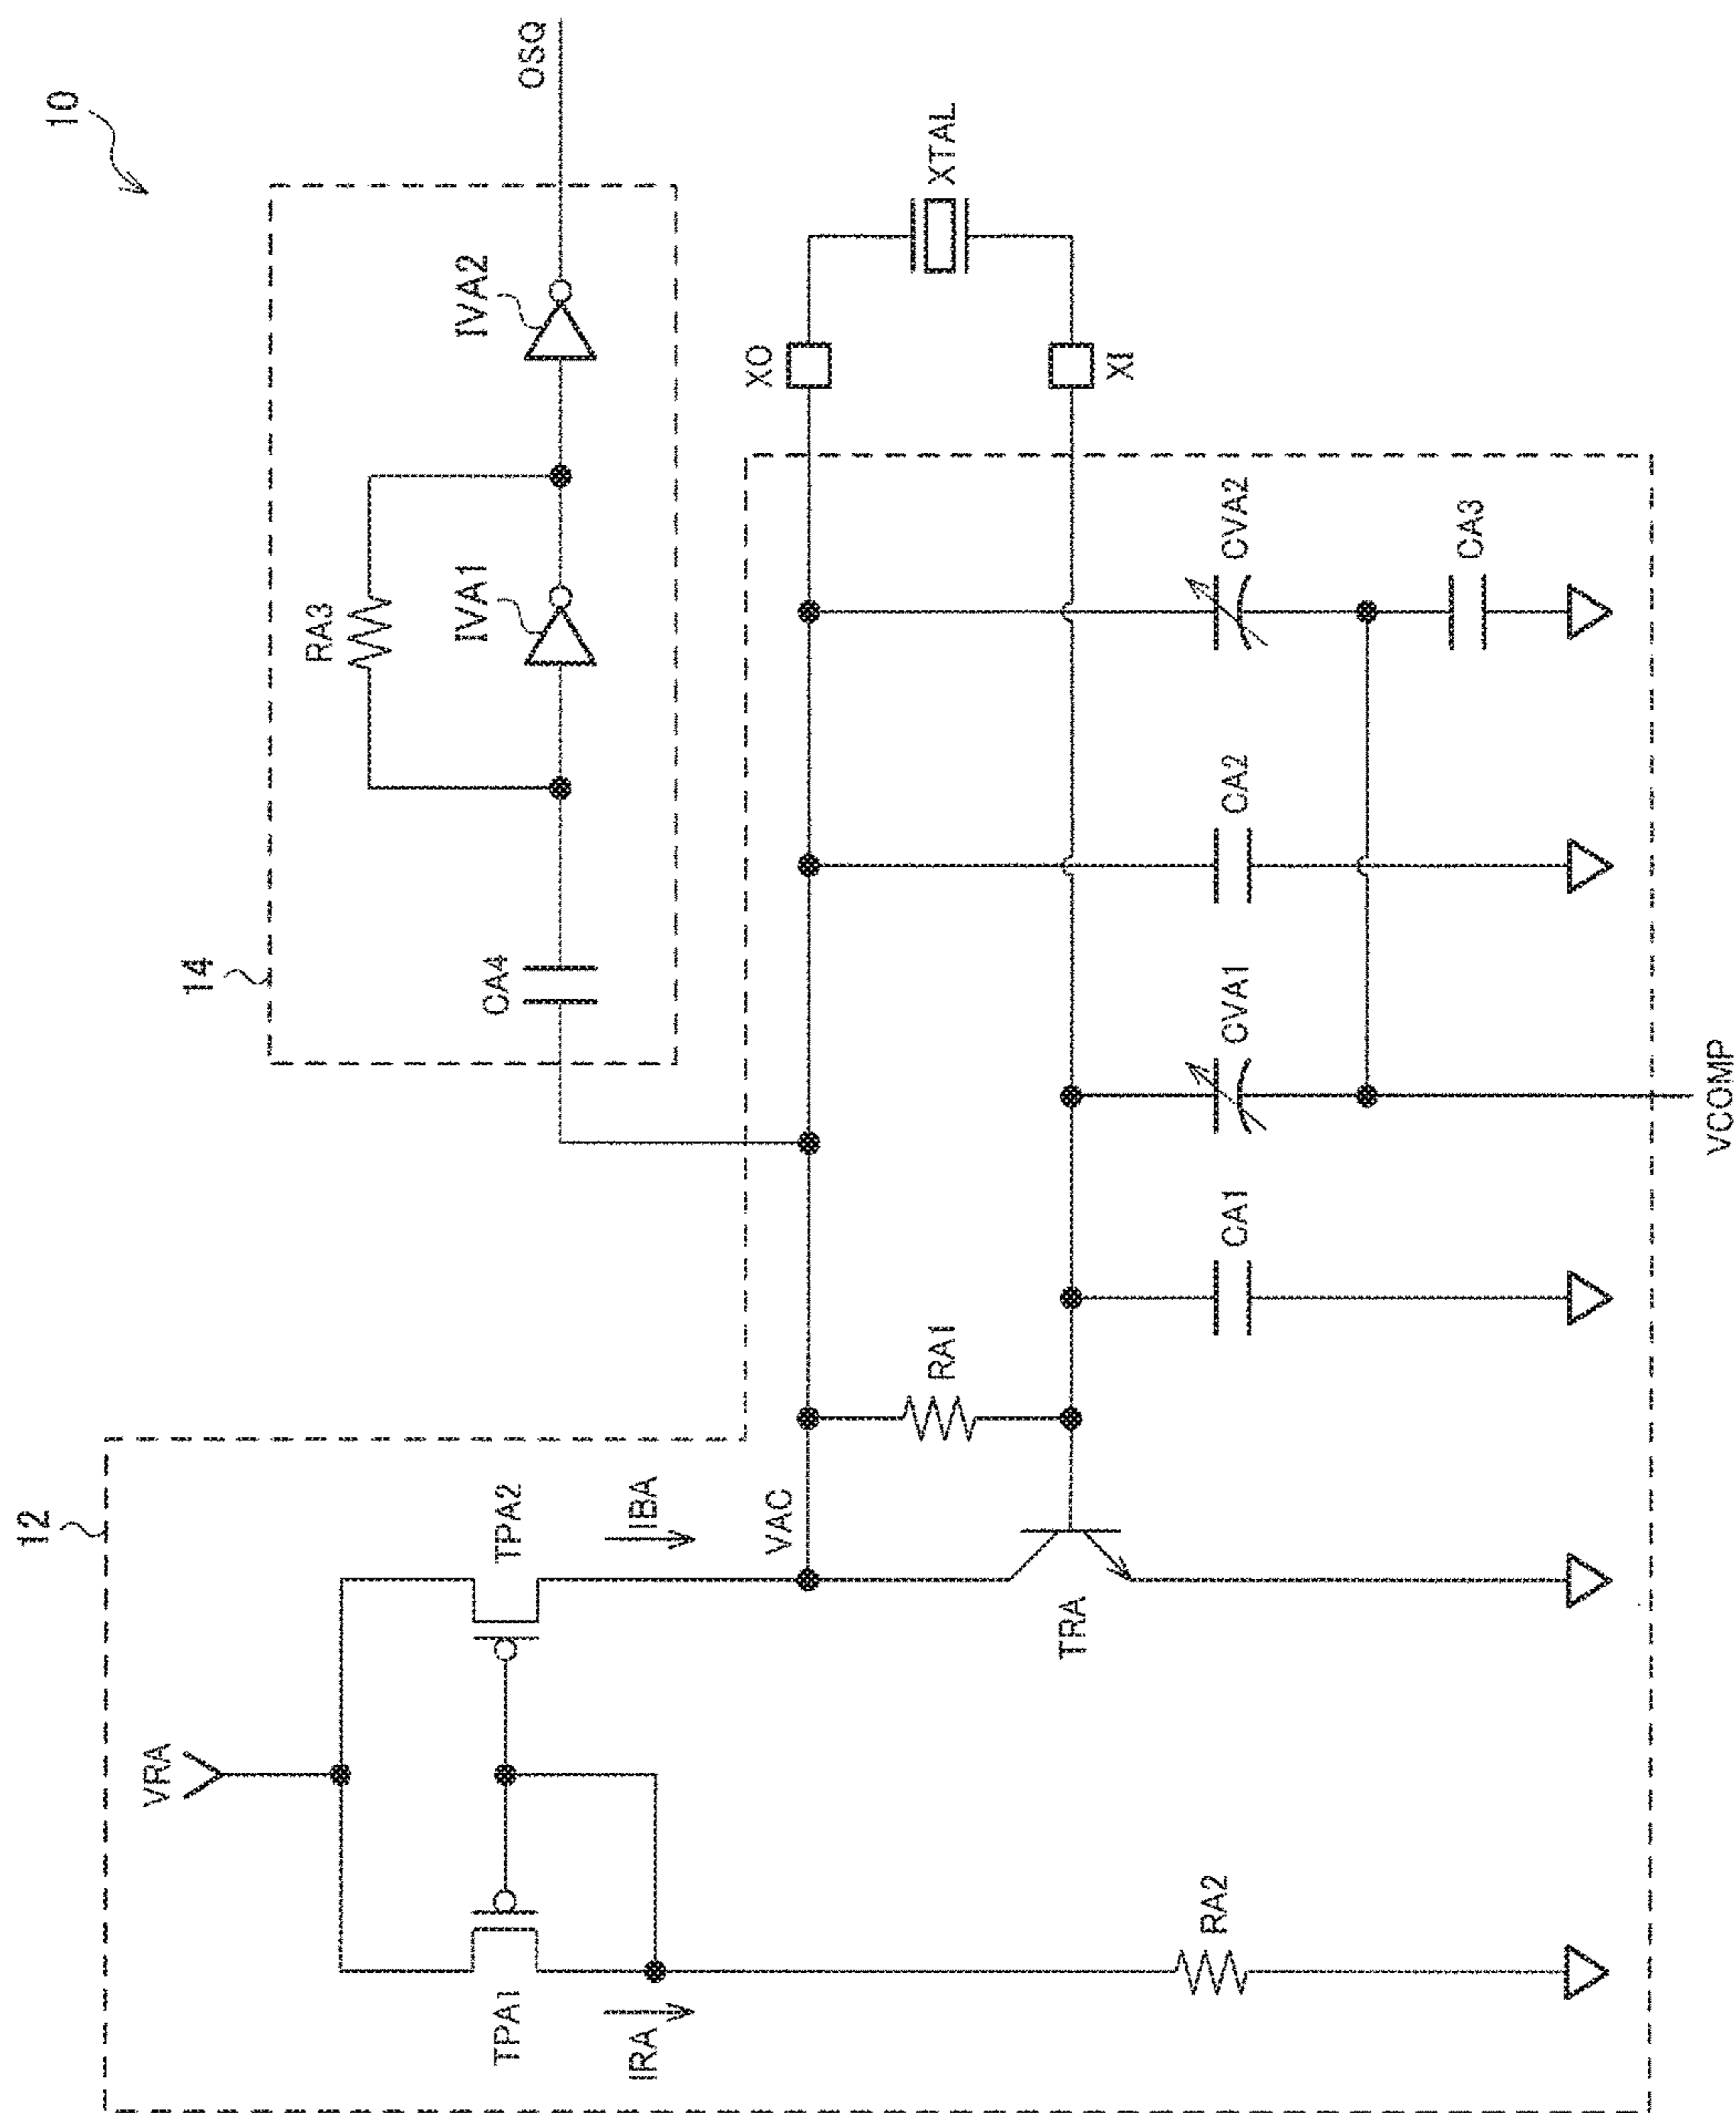 10
12
VRA
TPA1
TPA2
IRA
IBA
RA2
VAC
TRA
RA1
CA1
CVA1
CA2
CVA2
CA3
VCOMP
14
CA4
RA3
IVA1
IVA2
OSQ
XO
XI
XTAL